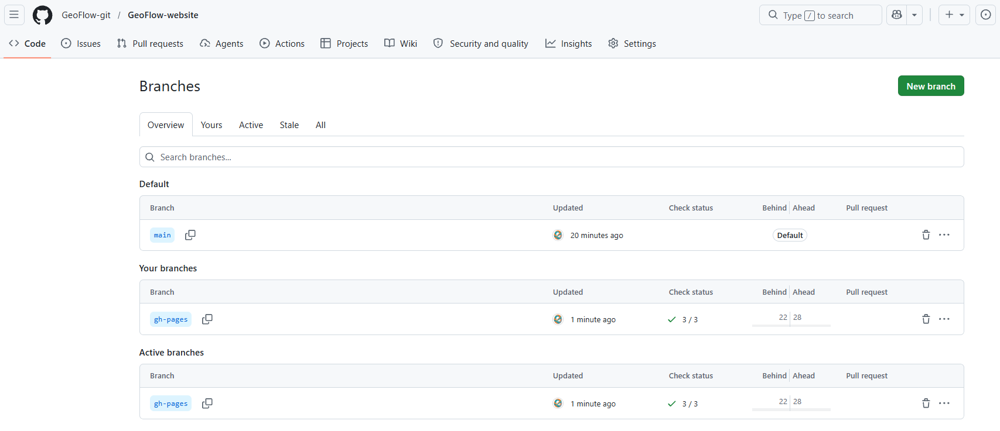 GeoFlow-git / GeoFlow-website
Type / to search
Code Issues Pull requests Agents Actions Projects Wiki Security and quality Insights Settings
Branches
New branch
Overview Yours Active Stale All
Search branches...
Default
Branch Updated Check status Behind Ahead Pull request
main 20 minutes ago Default
Your branches
Branch Updated Check status Behind Ahead Pull request
gh-pages 1 minute ago 3 / 3 22 28
Active branches
Branch Updated Check status Behind Ahead Pull request
gh-pages 1 minute ago 3 / 3 22 28